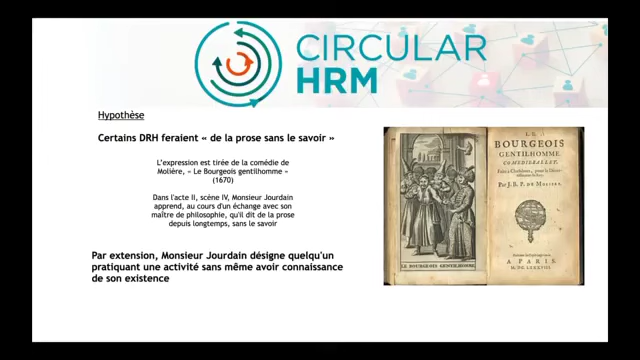 CIRCULAR
HRM
Hypothèse
Certains DRH feraient « de la prose sans le savoir »
L'expression est tirée de la comédie de
Molière, « Le Bourgeois gentilhomme »
(1670)
Dans l'acte II, scène IV, Monsieur Jourdain
apprend, au cours d'un échange avec son
maître de philosophie, qu'il dit de la prose
depuis longtemps, sans le savoir
Par extension, Monsieur Jourdain désigne quelqu'un
pratiquant une activité sans même avoir connaissance
de son existence
LE BOURGEOIS GENTILHOMME
LE
BOURGEOIS
GENTILHOMME
COMEDIE-BALLET,
Par J. B. P. DE MOLIERE.
A PARIS,